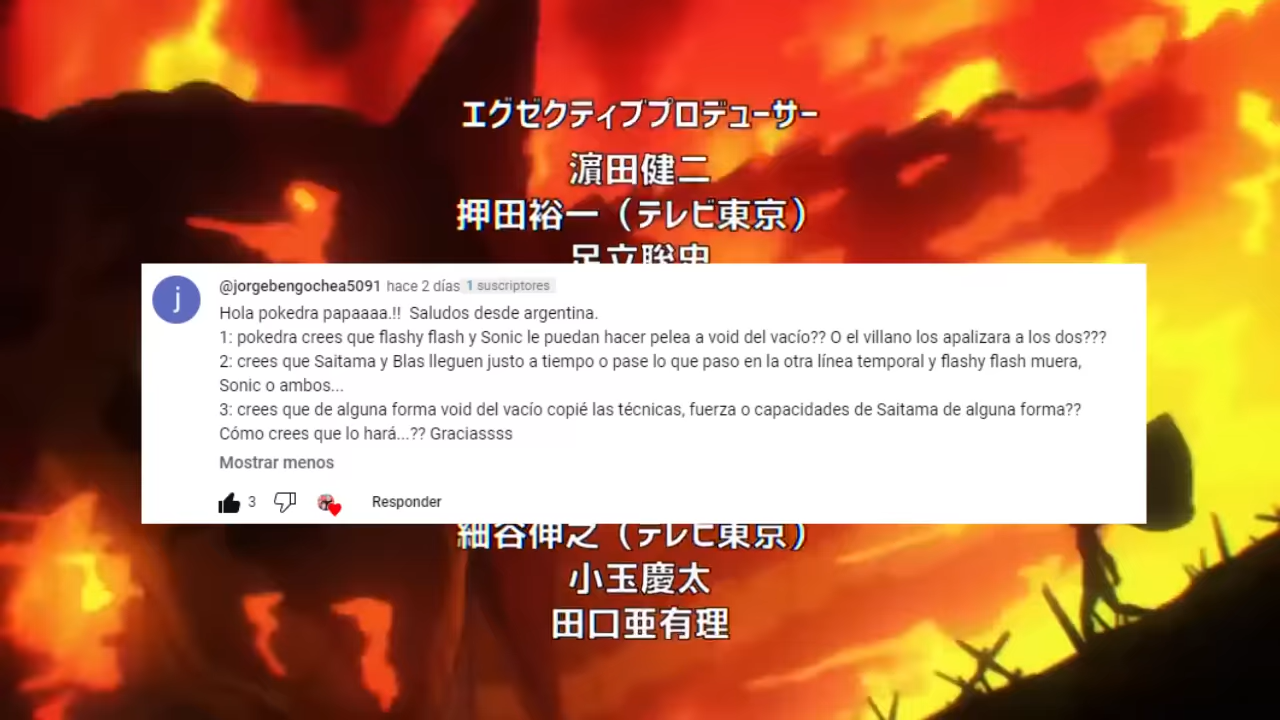 エグゼクティブプロデューサー
濵田健二
押田裕一（テレビ東京）
足立聡史
j
@jorgebengochea5091 hace 2 días 1 suscriptores
Hola pokedra papaaaa.!! Saludos desde argentina.
1: pokedra crees que flashy flash y Sonic le puedan hacer pelea a void del vacío?? O el villano los apalizara a los dos???
2: crees que Saitama y Blas lleguen justo a tiempo o pase lo que paso en la otra línea temporal y flashy flash muera,
Sonic o ambos...
3: crees que de alguna forma void del vacío copié las técnicas, fuerza o capacidades de Saitama de alguna forma??
Cómo crees que lo hará...?? Graciassss
Mostrar menos
3 Responder
細谷伸之（テレビ東京）
小玉慶太
田口亜有理